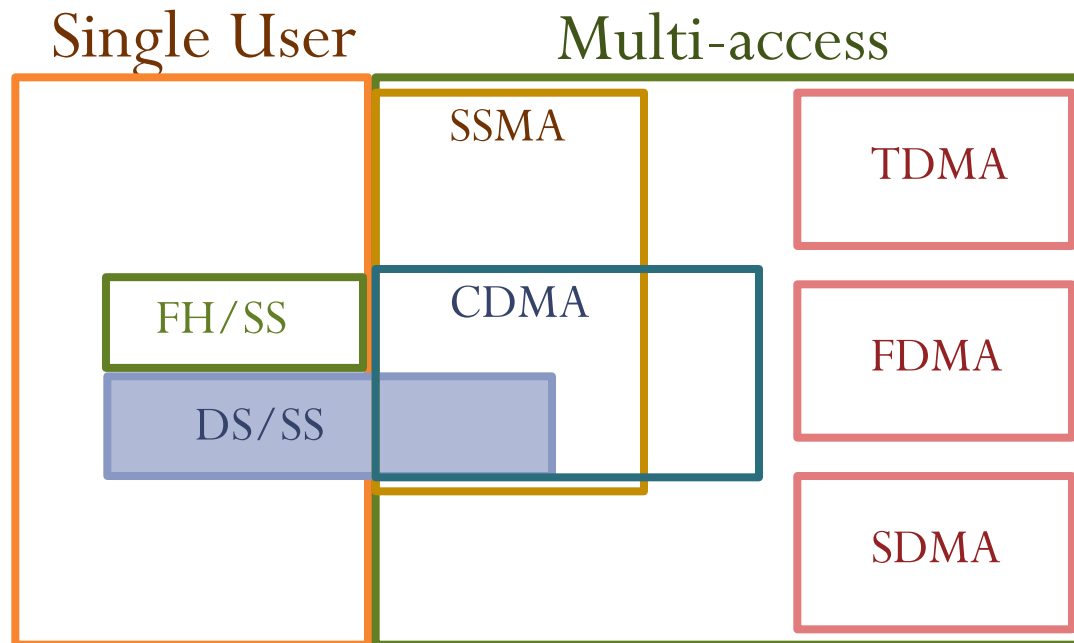 Single User
Multi-access
SSMA
TDMA
CDMA
FH/SS
FDMA
DS/SS
SDMA